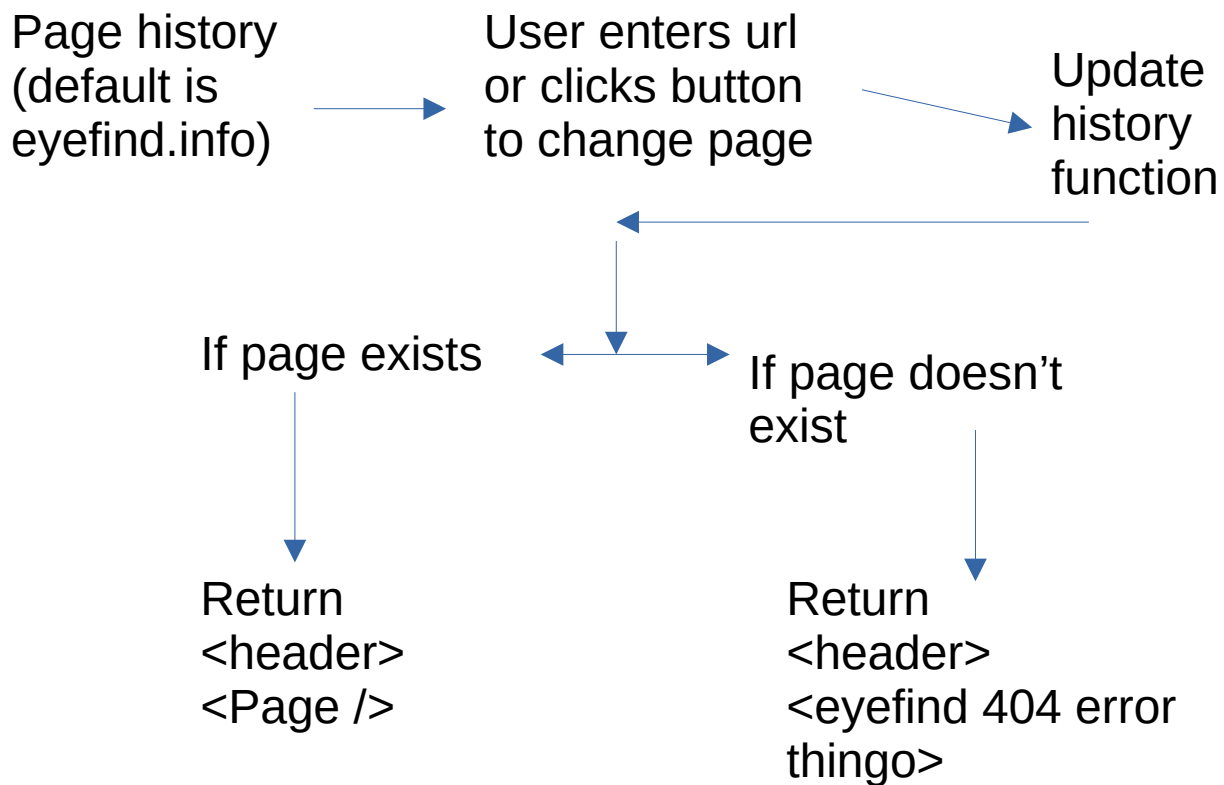 Page history
(default is
eyefind.info)
User enters url
or clicks button
to change page
Update
history
function
If page exists
If page doesn’t
exist
Return
<header>
<Page />
Return
<header>
<eyefind 404 error
thingo>